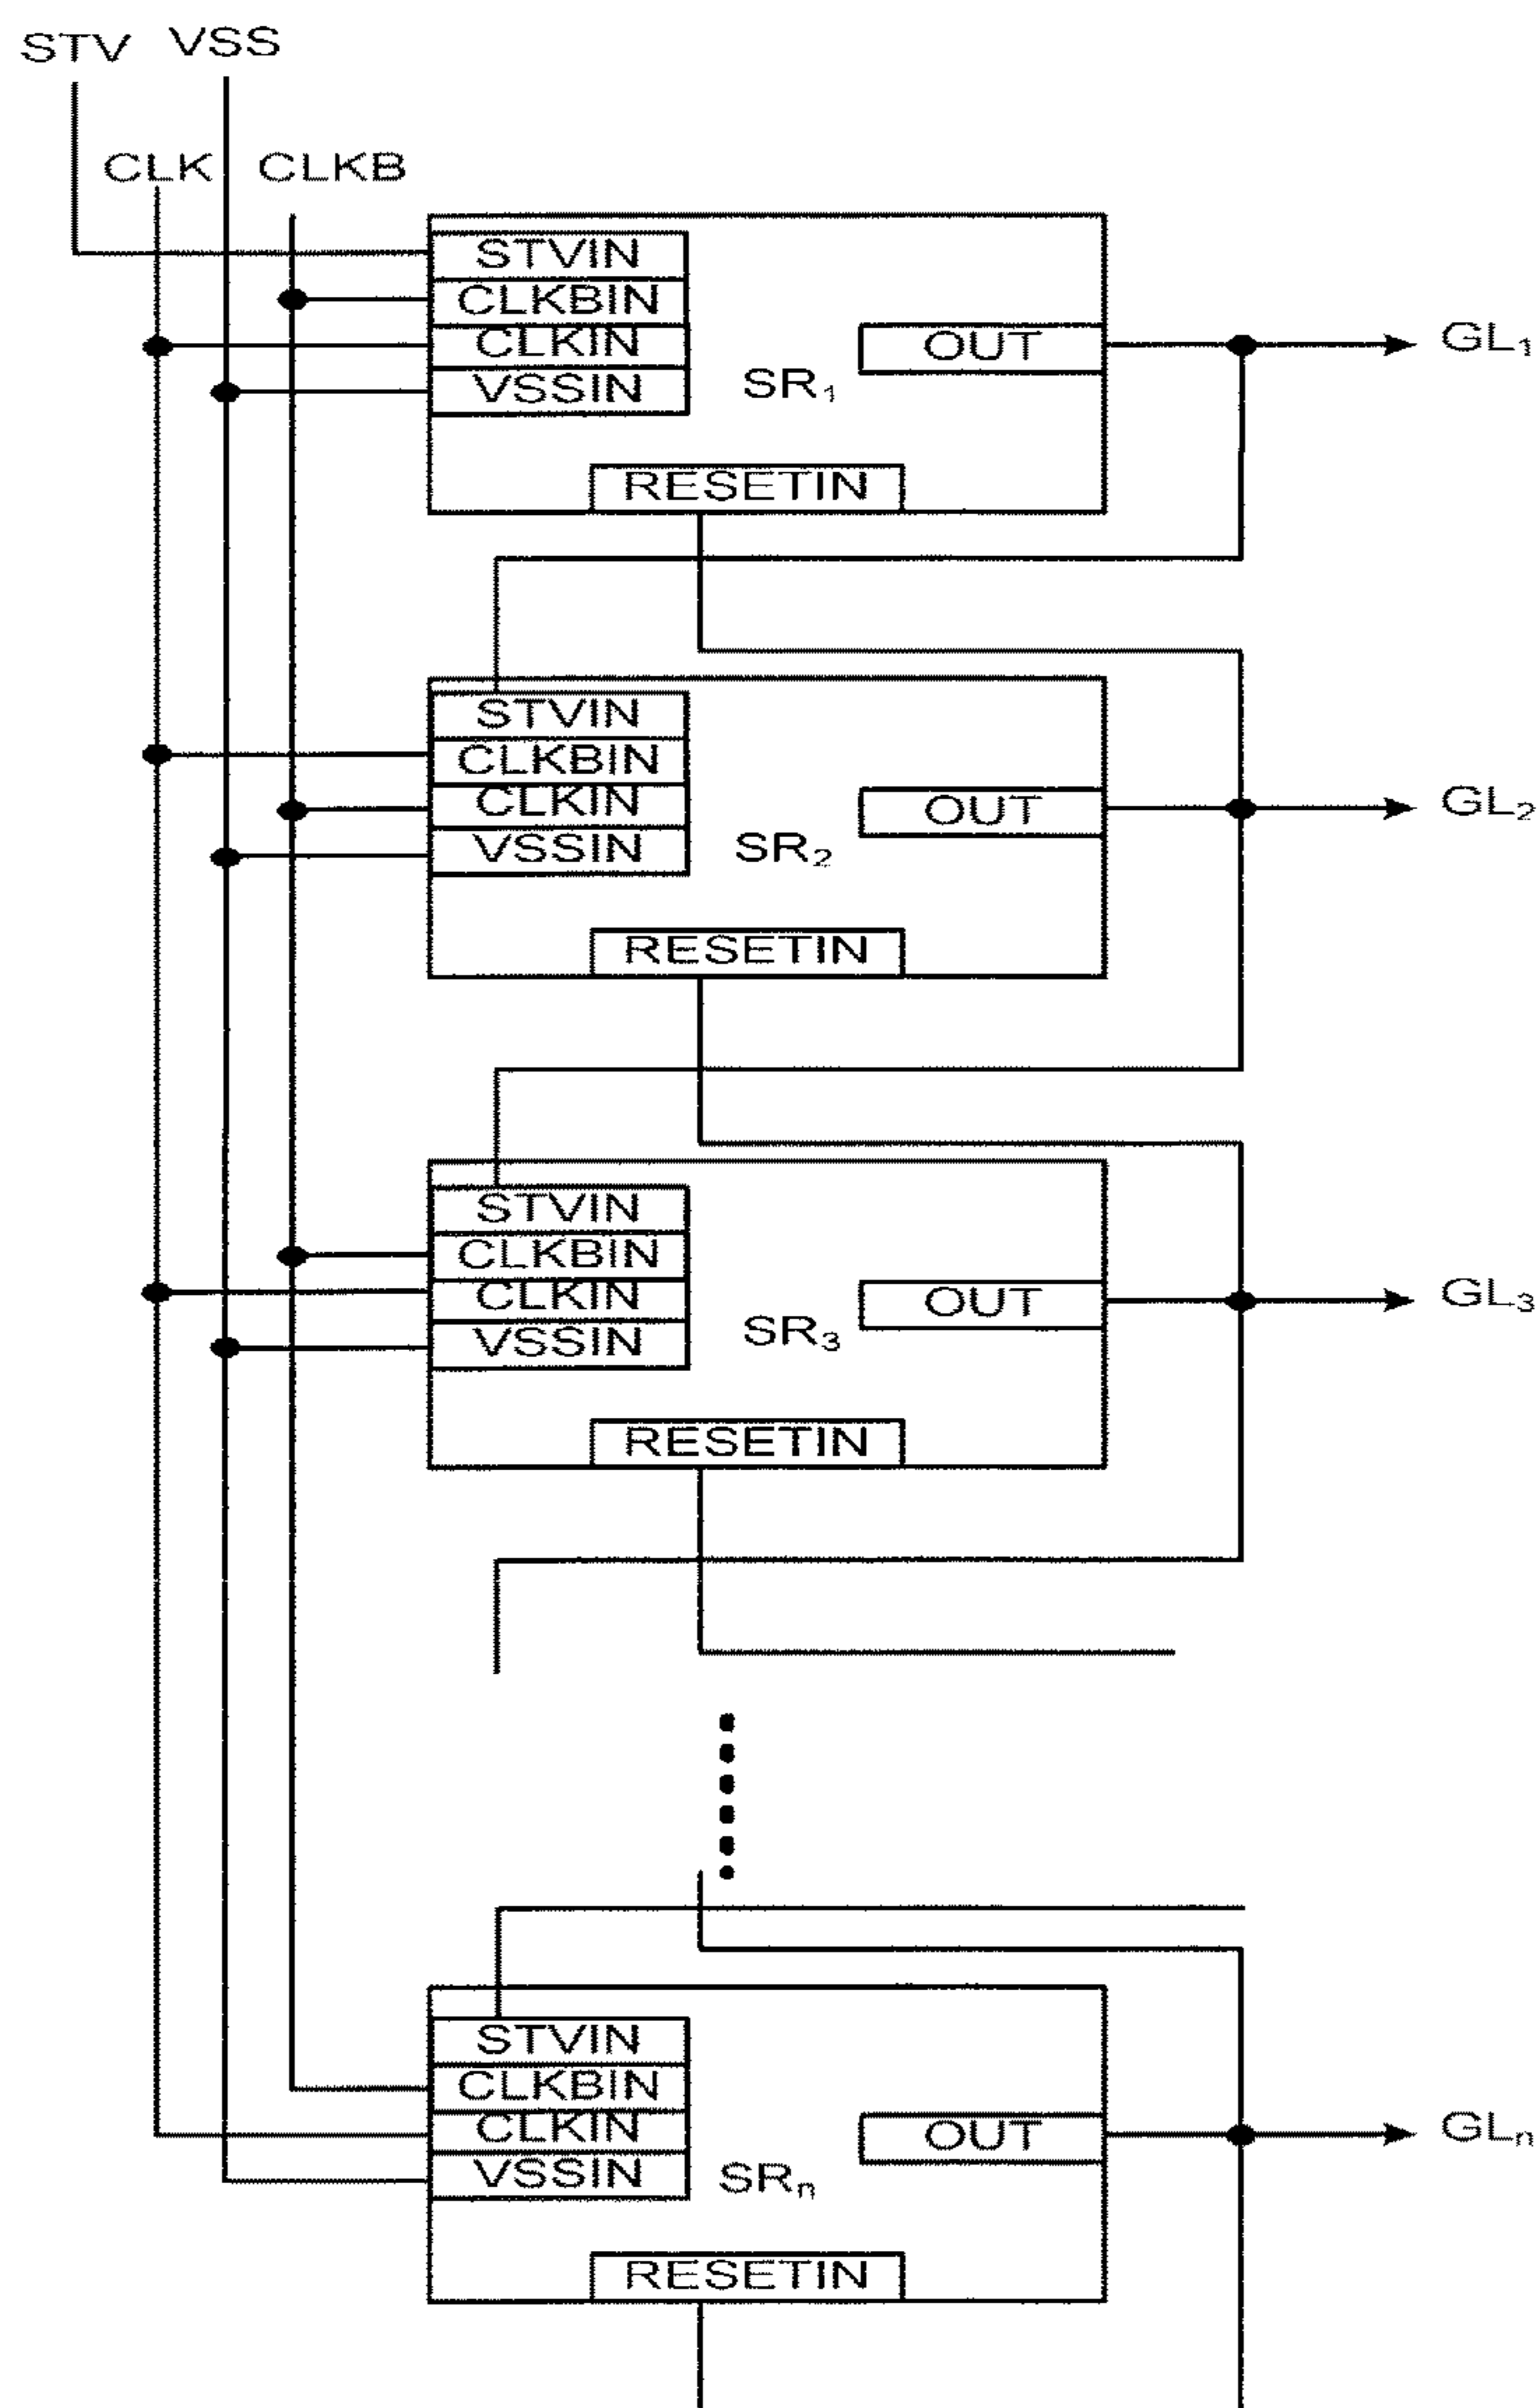 STV VSS
CLK CLKB
STVIN
CLKBIN
CLKIN
VSSIN
SR₁
OUT
GL₁
RESETIN
STVIN
CLKBIN
CLKIN
VSSIN
SR₂
OUT
GL₂
RESETIN
STVIN
CLKBIN
CLKIN
VSSIN
SR₃
OUT
GL₃
RESETIN
STVIN
CLKBIN
CLKIN
VSSIN
SRₙ
OUT
GLₙ
RESETIN